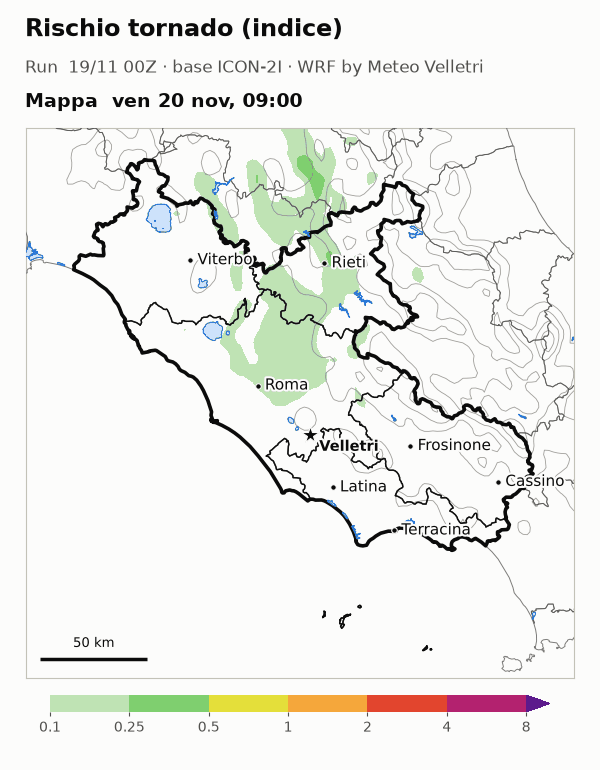 Rischio tornado (indice)
Run  19/11 00Z · base ICON-2I · WRF by Meteo Velletri
Mappa  ven 20 nov, 09:00
Viterbo
Rieti
Roma
Velletri
Frosinone
Cassino
Latina
Terracina
50 km
0.1 0.25 0.5 1 2 4 8